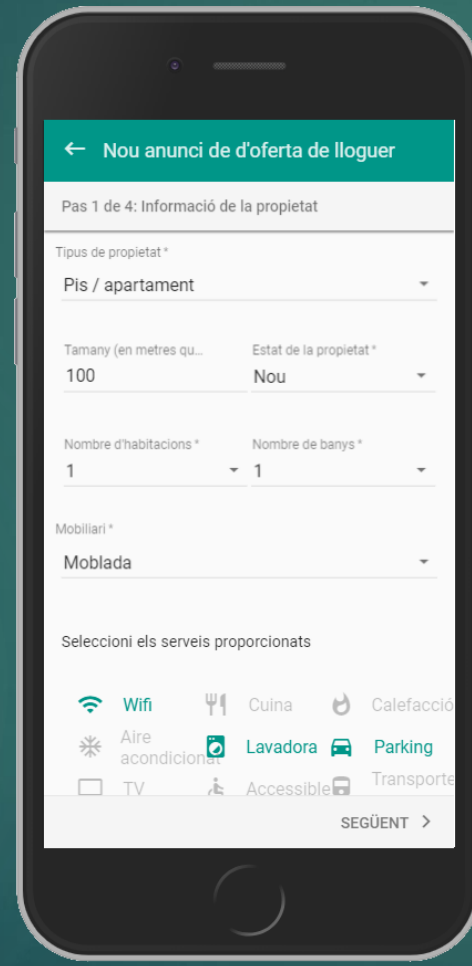 Nou anunci de d'oferta de lloguer
Pas 1 de 4: Informació de la propietat
Tipus de propietat *
Pis / apartament
Tamany (en metres qu... Estat de la propietat *
100 Nou
Nombre d'habitacions * Nombre de banys *
1 1
Mobiliari *
Moblada
Seleccioni els serveis proporcionats
Wifi Cuina Calefacció
Aire acondicionat Lavadora Parking
TV Accessible Transporte
SEGÜENT